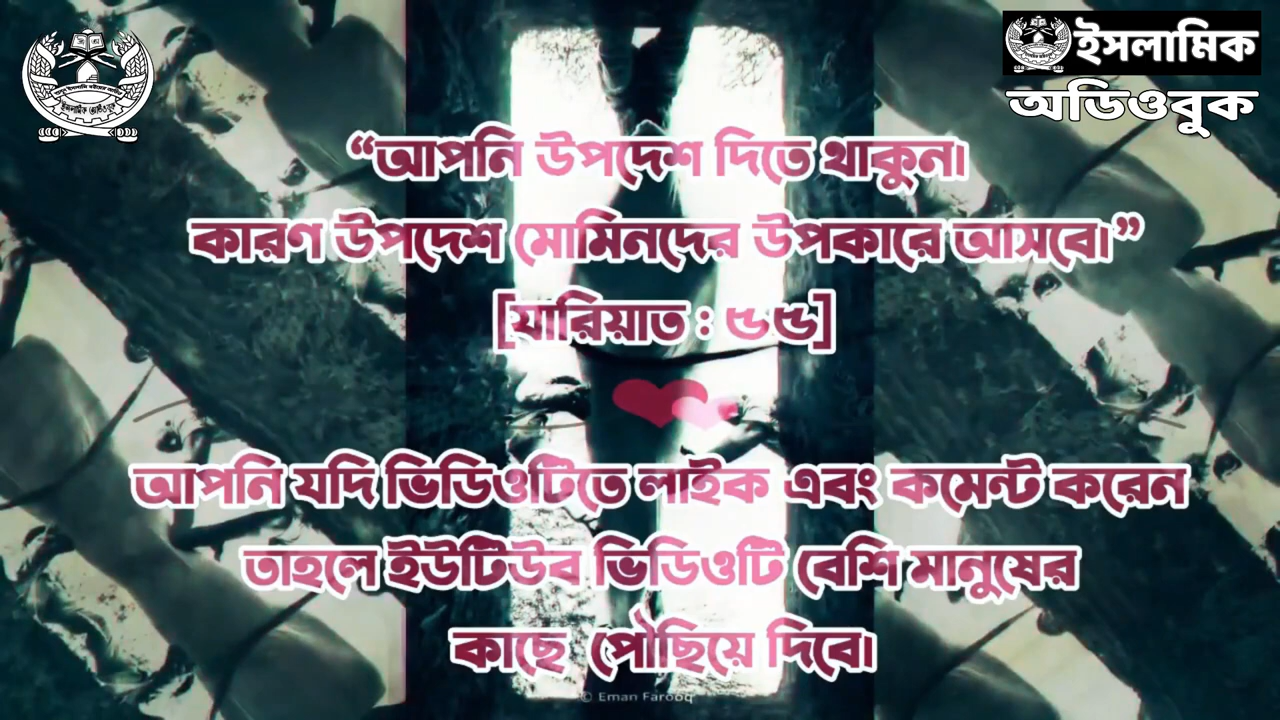 ইসলামিক
অডিওবুক
“আপনি উপদেশ দিতে থাকুন।
কারণ উপদেশ মোমিনদের উপকারে আসবে।”
[যারিয়াত : ৫৫]
আপনি যদি ভিডিওটিতে লাইক এবং কমেন্ট করেন
তাহলে ইউটিউব ভিডিওটি বেশি মানুষের
কাছে পৌছিয়ে দিবে।
© Eman Farooq